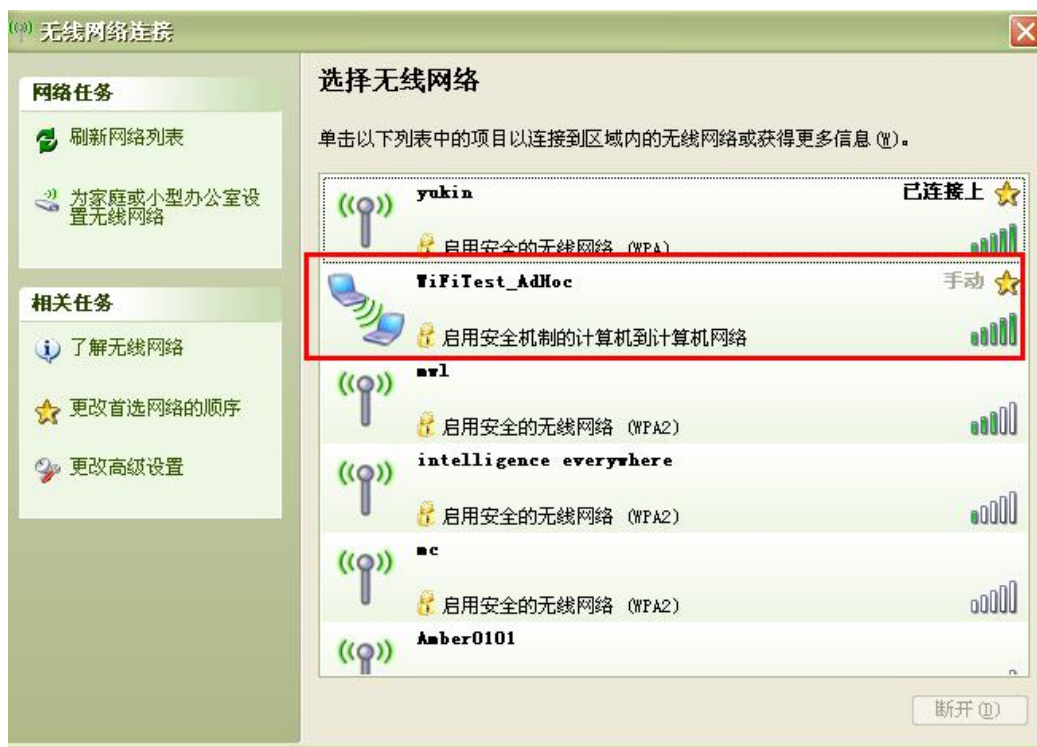 无线网络连接
网络任务
刷新网络列表
为家庭或小型办公室设
置无线网络
相关任务
了解无线网络
更改首选网络的顺序
更改高级设置
选择无线网络
单击以下列表中的项目以连接到区域内的无线网络或获得更多信息(W)。
yukin
已连接上
启用安全的无线网络 (WPA)
WiFiTest_AdHoc
手动
启用安全机制的计算机到计算机网络
mwl
启用安全的无线网络 (WPA2)
intelligence everywhere
启用安全的无线网络 (WPA2)
mc
启用安全的无线网络 (WPA2)
Amber0101
断开(D)